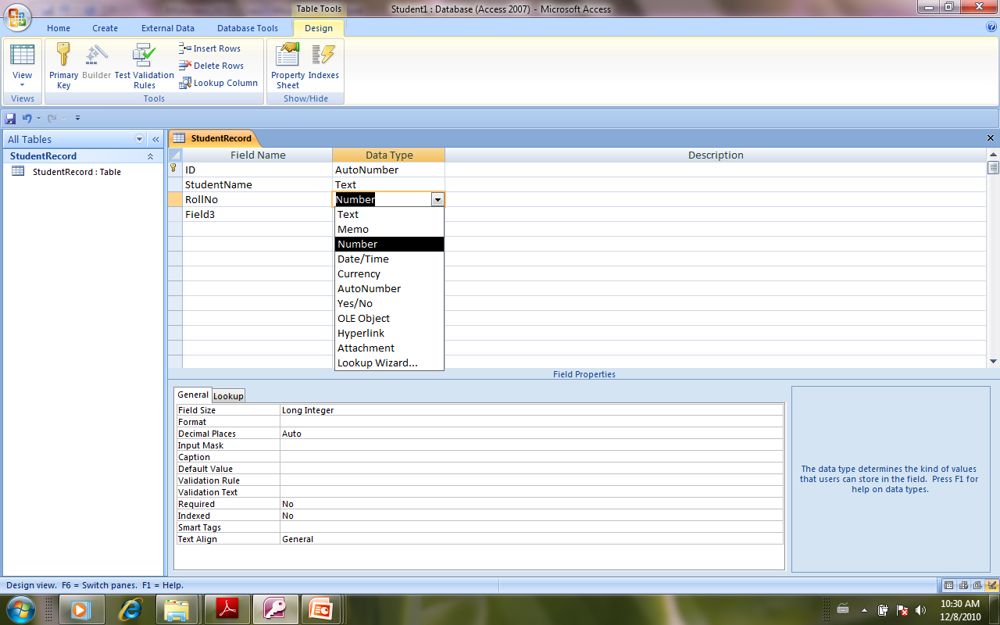 Table Tools
Student1 : Database (Access 2007) - Microsoft Access
Home Create External Data Database Tools Design
View
Primary Key
Builder
Test Validation Rules
Insert Rows
Delete Rows
Lookup Column
Property Sheet
Indexes
Views Tools Show/Hide
All Tables
StudentRecord
StudentRecord : Table
StudentRecord
Field Name Data Type Description
ID AutoNumber
StudentName Text
RollNo Number
Field3
Text
Memo
Number
Date/Time
Currency
AutoNumber
Yes/No
OLE Object
Hyperlink
Attachment
Lookup Wizard...
Field Properties
General Lookup
Field Size Long Integer
Format
Decimal Places Auto
Input Mask
Caption
Default Value
Validation Rule
Validation Text
Required No
Indexed No
Smart Tags
Text Align General
The data type determines the kind of values
that users can store in the field. Press F1 for
help on data types.
Design view. F6 = Switch panes. F1 = Help.
10:30 AM
12/8/2010